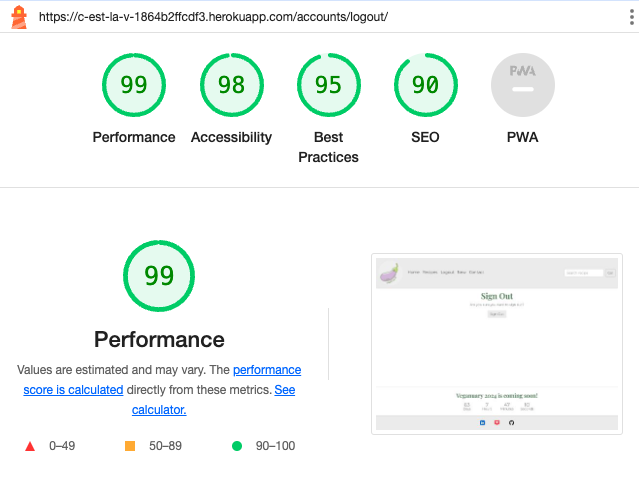 https://c-est-la-v-1864b2ffcdf3.herokuapp.com/accounts/logout/
99 98 95 90 PWA
Performance Accessibility Best Practices SEO PWA
99
Performance
Values are estimated and may vary. The performance
score is calculated directly from these metrics. See
calculator.
0–49 50–89 90–100
Sign Out
Veganuary 2024 is coming soon!